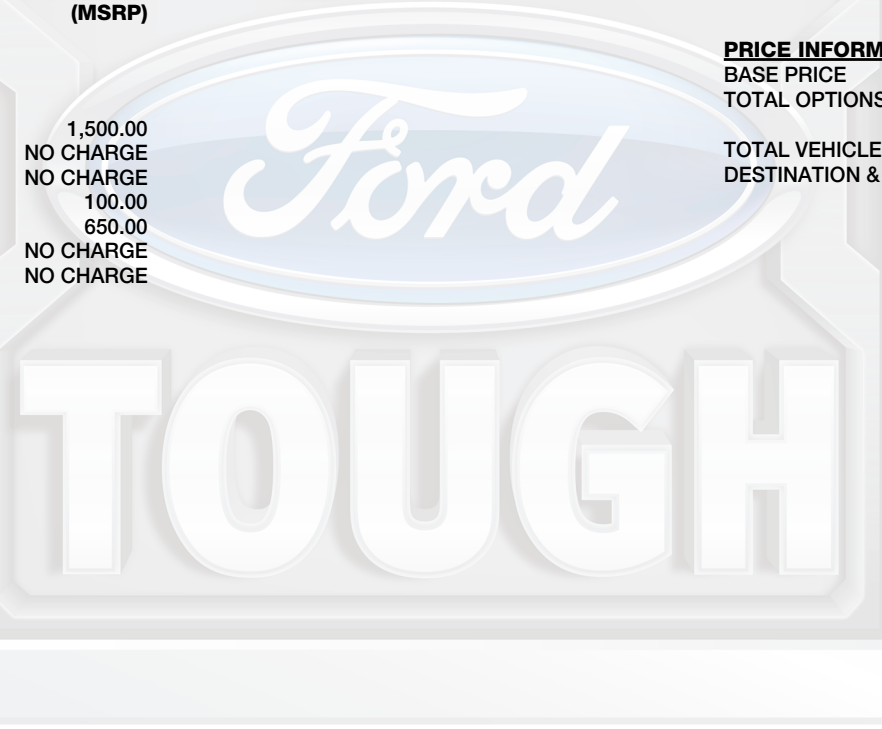 (MSRP)
1,500.00
NO CHARGE
NO CHARGE
100.00
650.00
NO CHARGE
NO CHARGE
PRICE INFORM
BASE PRICE
TOTAL OPTIONS
TOTAL VEHICLE
DESTINATION &
Ford
TOUGH